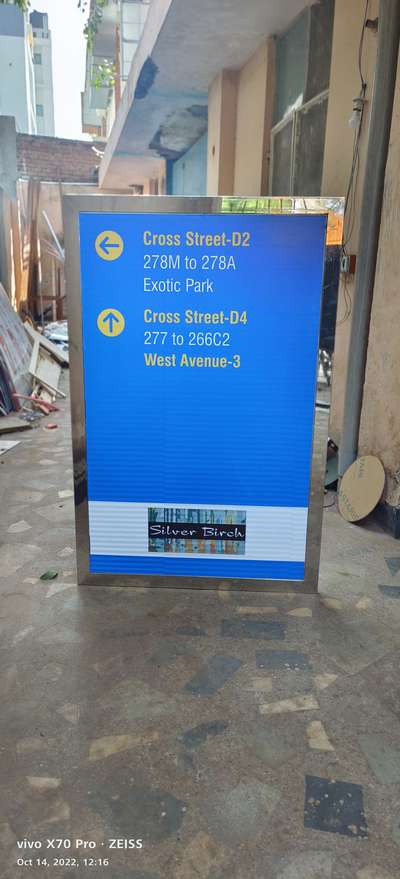 Cross Street-D2
278M to 278A
Exotic Park
Cross Street-D4
277 to 266C2
West Avenue-3
Silver Birch
vivo X70 Pro · ZEISS
Oct 14, 2022, 12:16